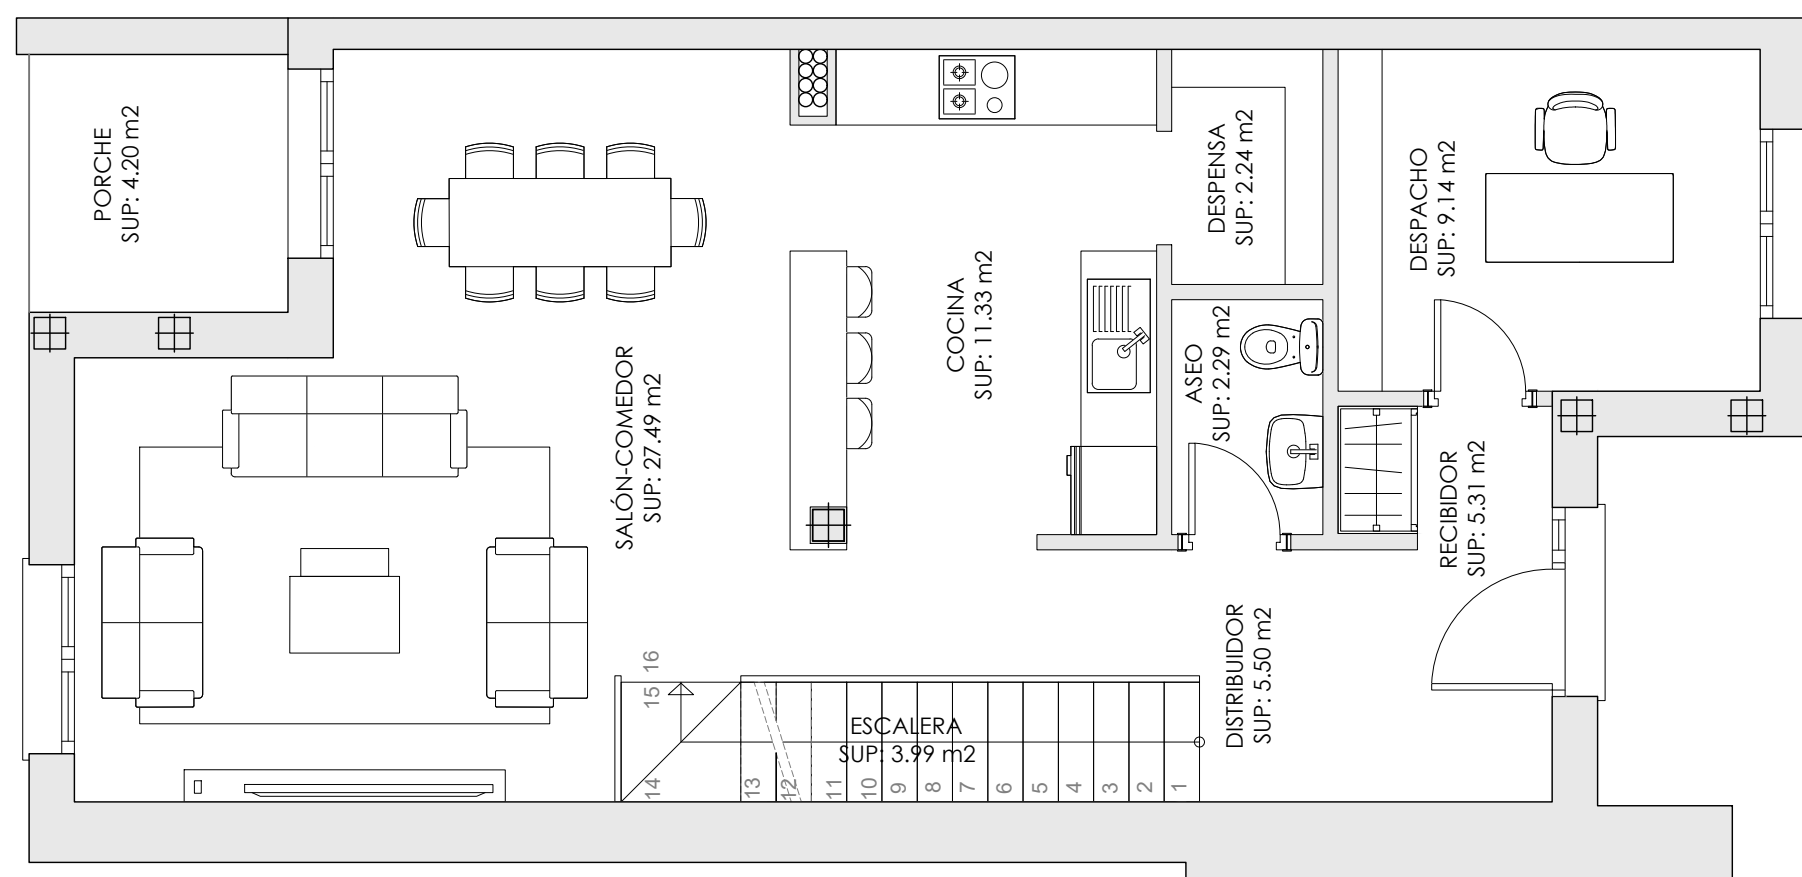 PORCHE
SUP: 4.20 m2
SALÓN-COMEDOR
SUP: 27.49 m2
COCINA
SUP: 11.33 m2
DESPENSA
SUP: 2.24 m2
ASEO
SUP: 2.29 m2
DESPACHO
SUP: 9.14 m2
RECIBIDOR
SUP: 5.31 m2
DISTRIBUIDOR
SUP: 5.50 m2
ESCALERA
SUP: 3.99 m2
16
15
14
13
12
11
10
9
8
7
6
5
4
3
2
1